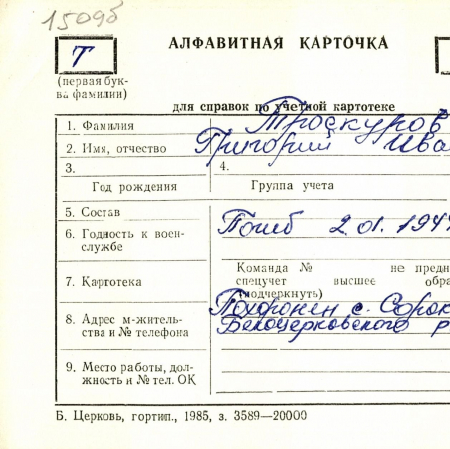 15096
Т
АЛФАВИТНАЯ КАРТОЧКА
(первая бук-
ва фамилии)
для справок по учетной картотеке
1. Фамилия Троскуров
2. Имя, отчество Григорий Ива
3. 4.
Год рождения Группа учета
5. Состав
Погиб 2.01.194
6. Годность к воен-
службе
Команда № не предн
7. Картотека спецучет высшее обра
(подчеркнуть)
Похоронен с. Сорок
8. Адрес м-житель-
ства и № телефона
Белоцерковского р
9. Место работы, дол-
жность и № тел. ОК
Б. Церковь, гортип., 1985, з. 3589—20000